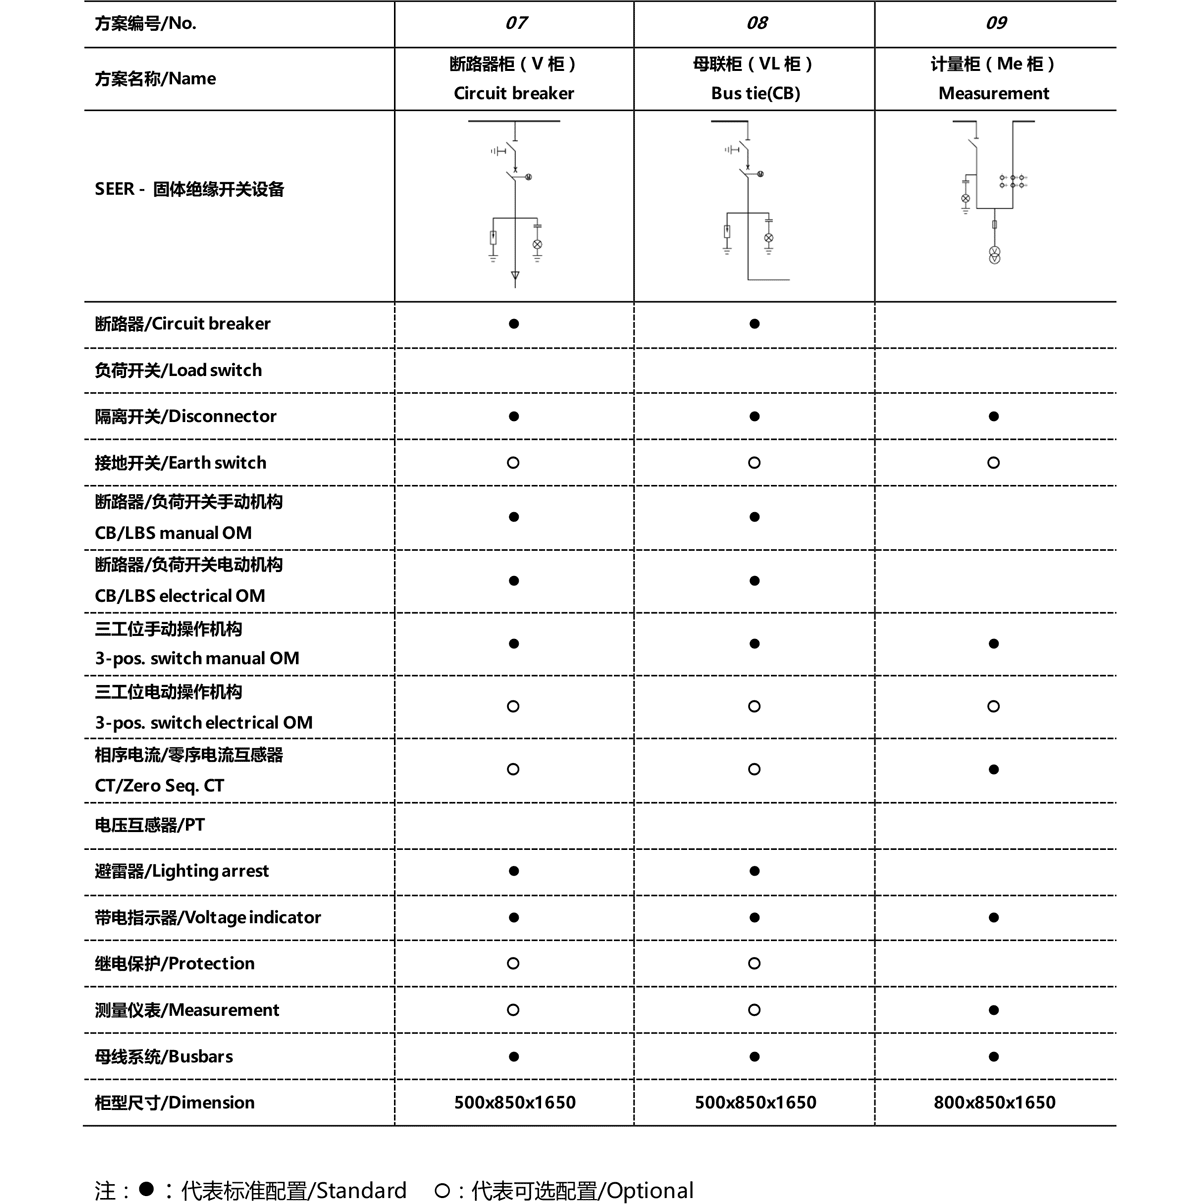 方案编号/No. 07 08 09
方案名称/Name 断路器柜（V 柜） 母联柜（VL 柜） 计量柜（Me 柜）
Circuit breaker Bus tie(CB) Measurement
SEER - 固体绝缘开关设备
断路器/Circuit breaker ● ●
负荷开关/Load switch
隔离开关/Disconnector ● ● ●
接地开关/Earth switch ○ ○ ○
断路器/负荷开关手动机构
CB/LBS manual OM ● ●
断路器/负荷开关电动机构
CB/LBS electrical OM ● ●
三工位手动操作机构
3-pos. switch manual OM ● ● ●
三工位电动操作机构
3-pos. switch electrical OM ○ ○ ○
相序电流/零序电流互感器
CT/Zero Seq. CT ○ ○ ●
电压互感器/PT
避雷器/Lighting arrest ● ●
带电指示器/Voltage indicator ● ● ●
继电保护/Protection ○ ○
测量仪表/Measurement ○ ○ ●
母线系统/Busbars ● ● ●
柜型尺寸/Dimension 500x850x1650 500x850x1650 800x850x1650
注：●：代表标准配置/Standard ○：代表可选配置/Optional